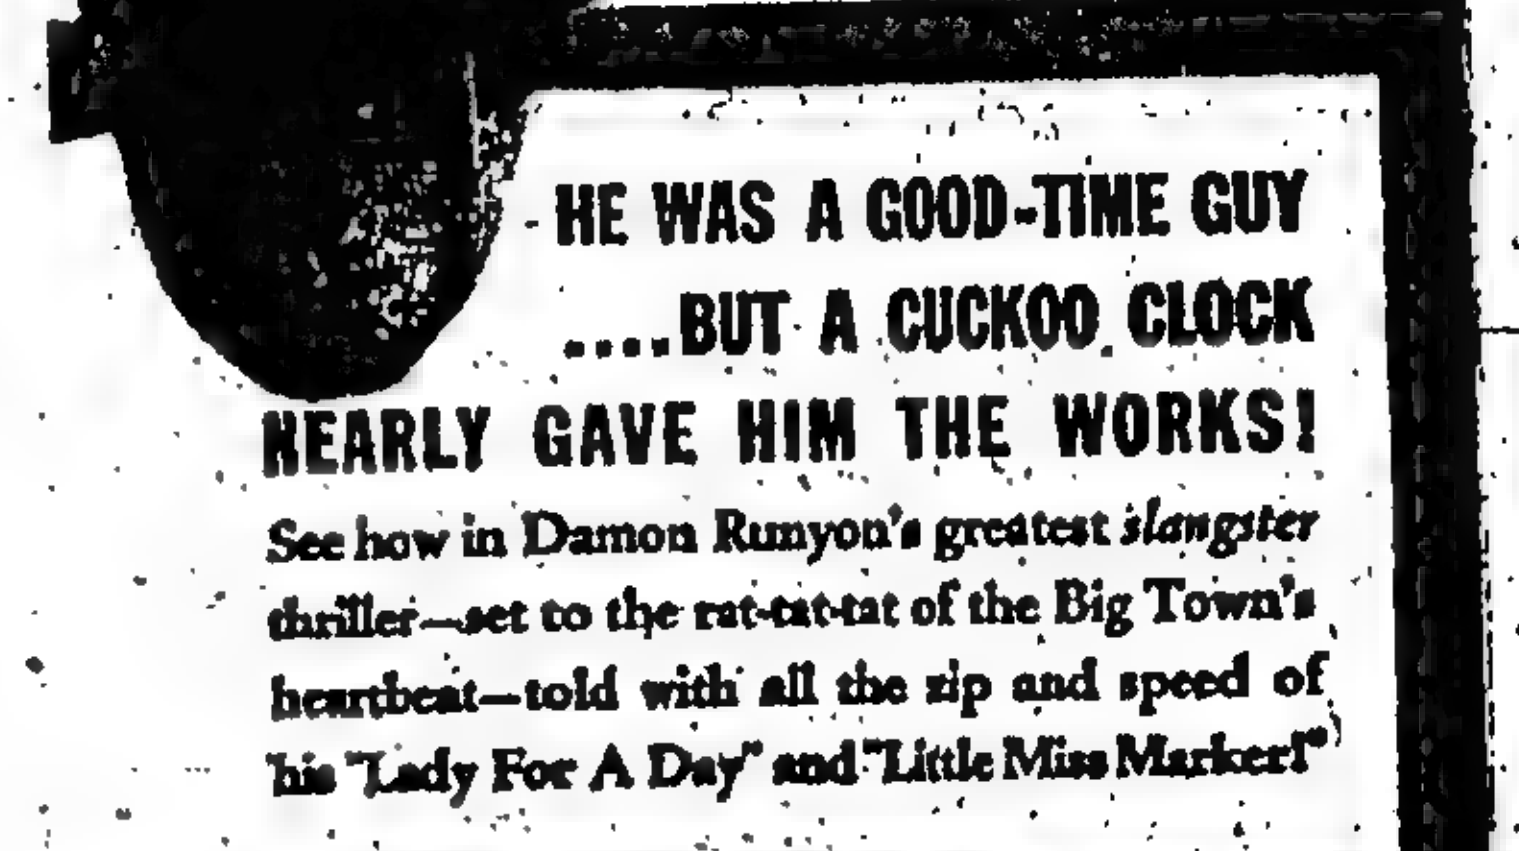 HE WAS A GOOD-TIME GUY
....BUT A CUCKOO CLOCK
NEARLY GAVE HIM THE WORKS!
See how in Damon Runyon's greatest slangster
thriller—set to the rat-tat-tat of the Big Town's
heartbeat—told with all the zip and speed of
his "Lady For A Day" and "Little Miss Marker!"